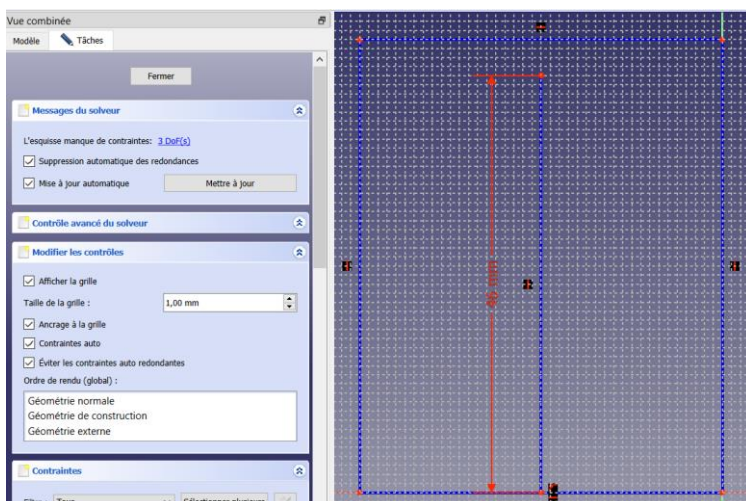 Vue combinée
Modèle
Tâches
Fermer
Messages du solveur
L'esquisse manque de contraintes: 3 DoF(s)
Suppression automatique des redondances
Mise à jour automatique
Mettre à jour
Contrôle avancé du solveur
Modifier les contrôles
Afficher la grille
Taille de la grille :
1,00 mm
Ancrage à la grille
Contraintes auto
Éviter les contraintes auto redondantes
Ordre de rendu (global) :
Géométrie normale
Géométrie de construction
Géométrie externe
Contraintes
46 mm